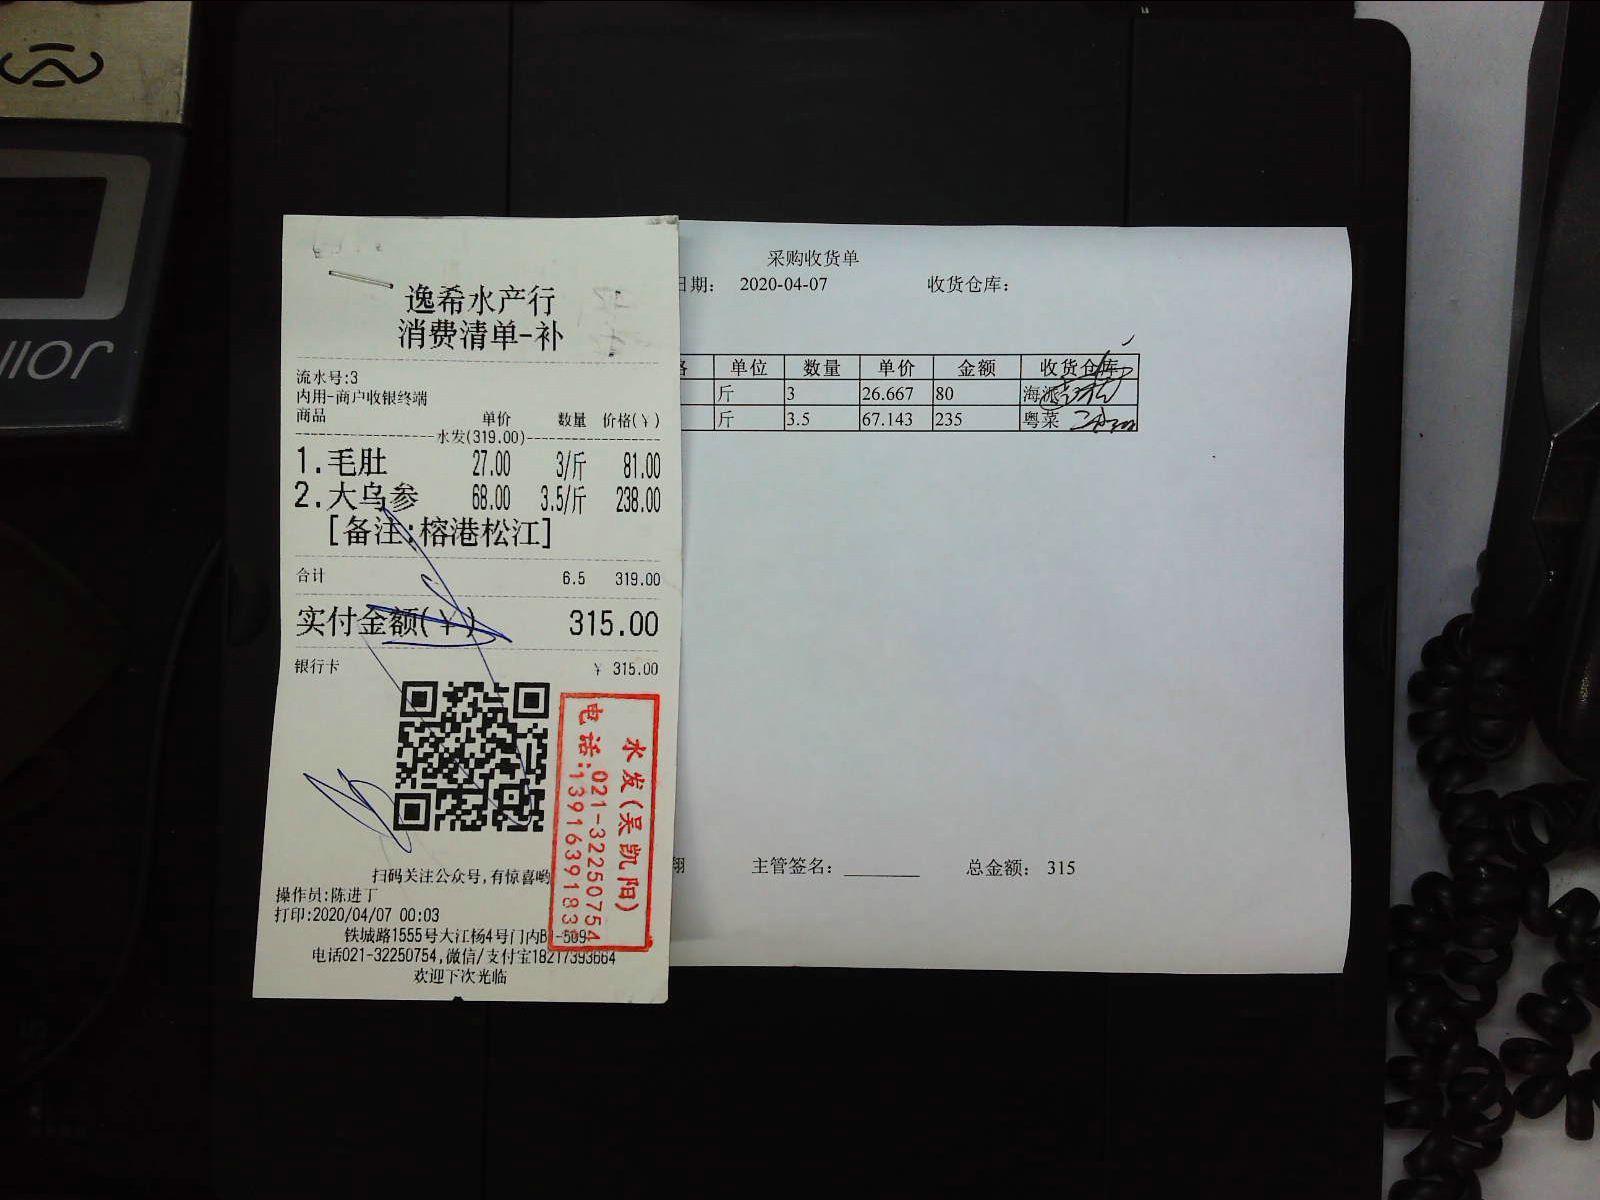 逸希水产行
消费清单-补
流水号:3
内用-商户收银终端
商品 单价 数量 价格(¥)
水发(319.00)
1.毛肚 27.00 3/斤 81.00
2.大乌参 68.00 3.5/斤 238.00
[备注:榕港松江]
合计 6.5 319.00
实付金额(¥) 315.00
银行卡 ¥ 315.00
水发(吴凯阳)
电话:021-32250754
扫码关注公众号,有惊喜哟
操作员:陈进丁
打印:2020/04/07 00:03
铁城路1555号大江杨4号门内
电话021-32250754,微信/支付宝18217393664
欢迎下次光临
采购收货单
日期: 2020-04-07 收货仓库:
单位 数量 单价 金额 收货仓库
斤 3 26.667 80 海派
斤 3.5 67.143 235 粤菜
翔 主管签名: 总金额: 315